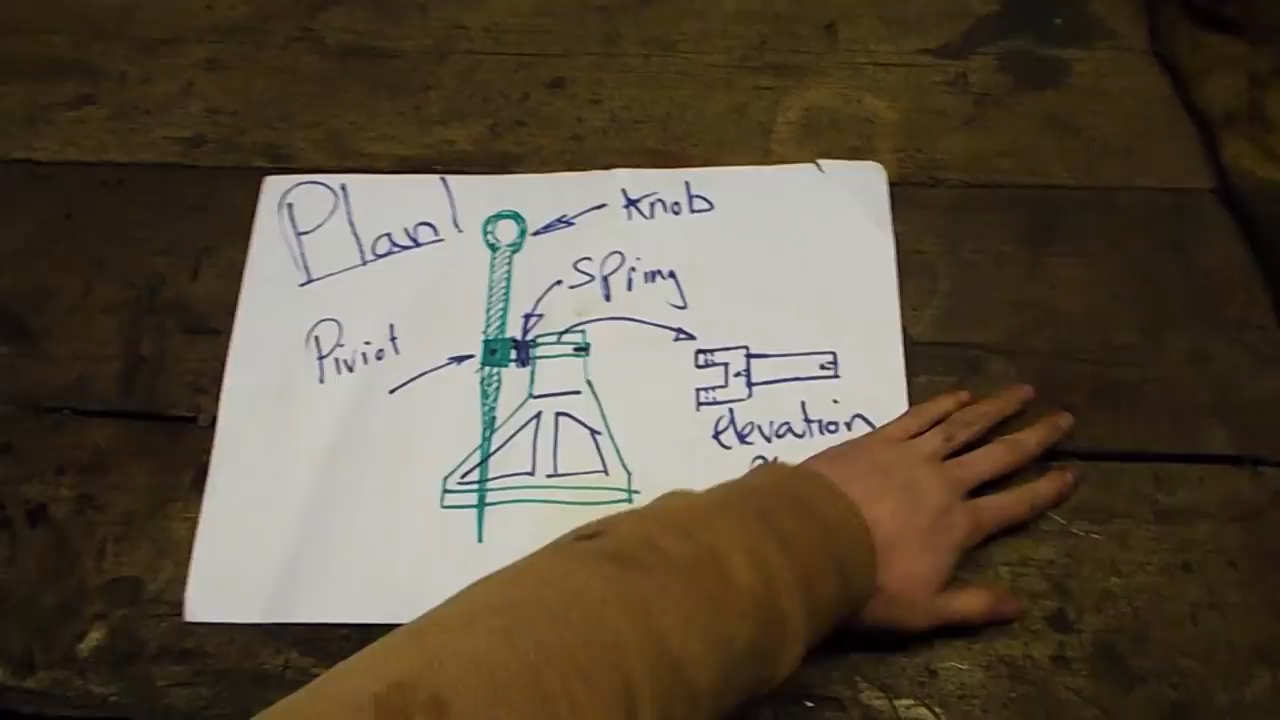 Plan
Knob
Spring
Piviot
elevation